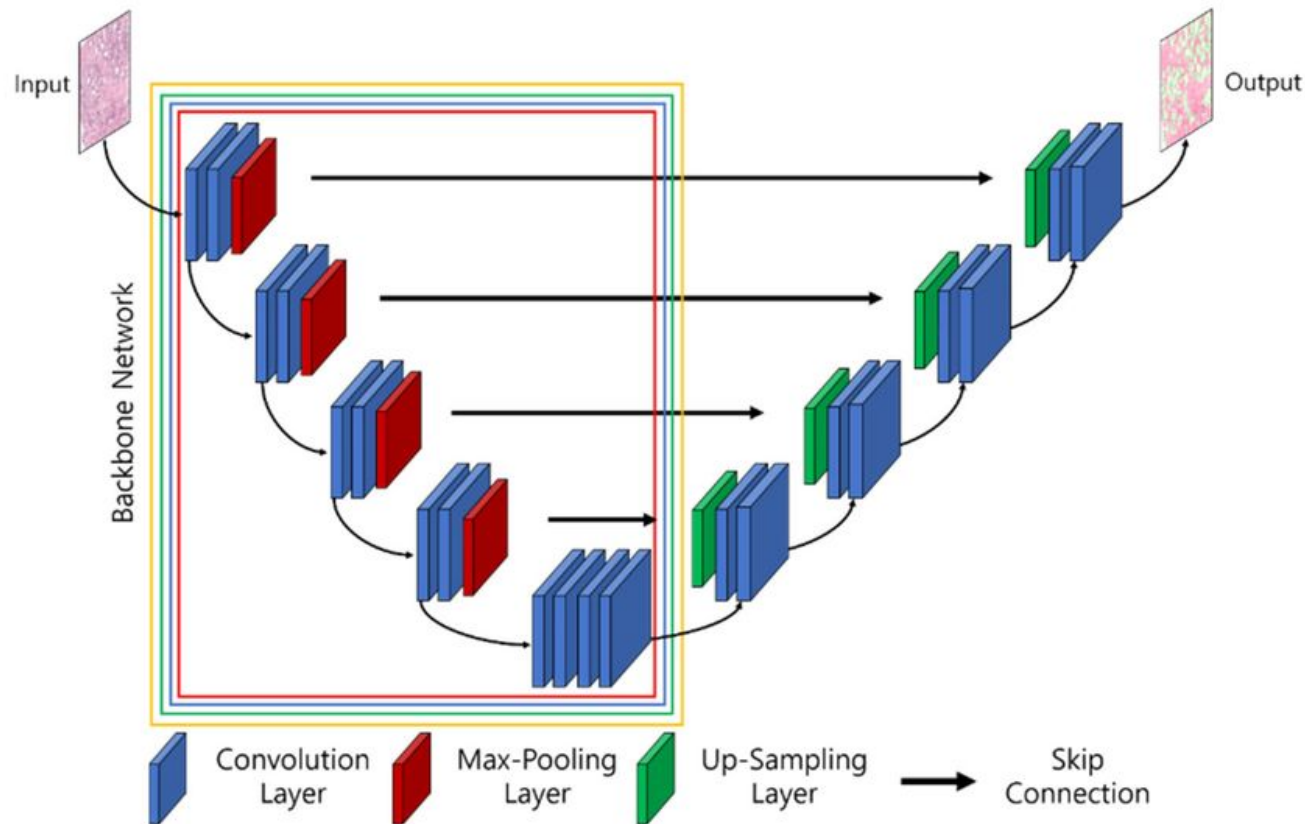 Input
Output
Backbone Network
Convolution
Layer
Max-Pooling
Layer
Up-Sampling
Layer
Skip
Connection